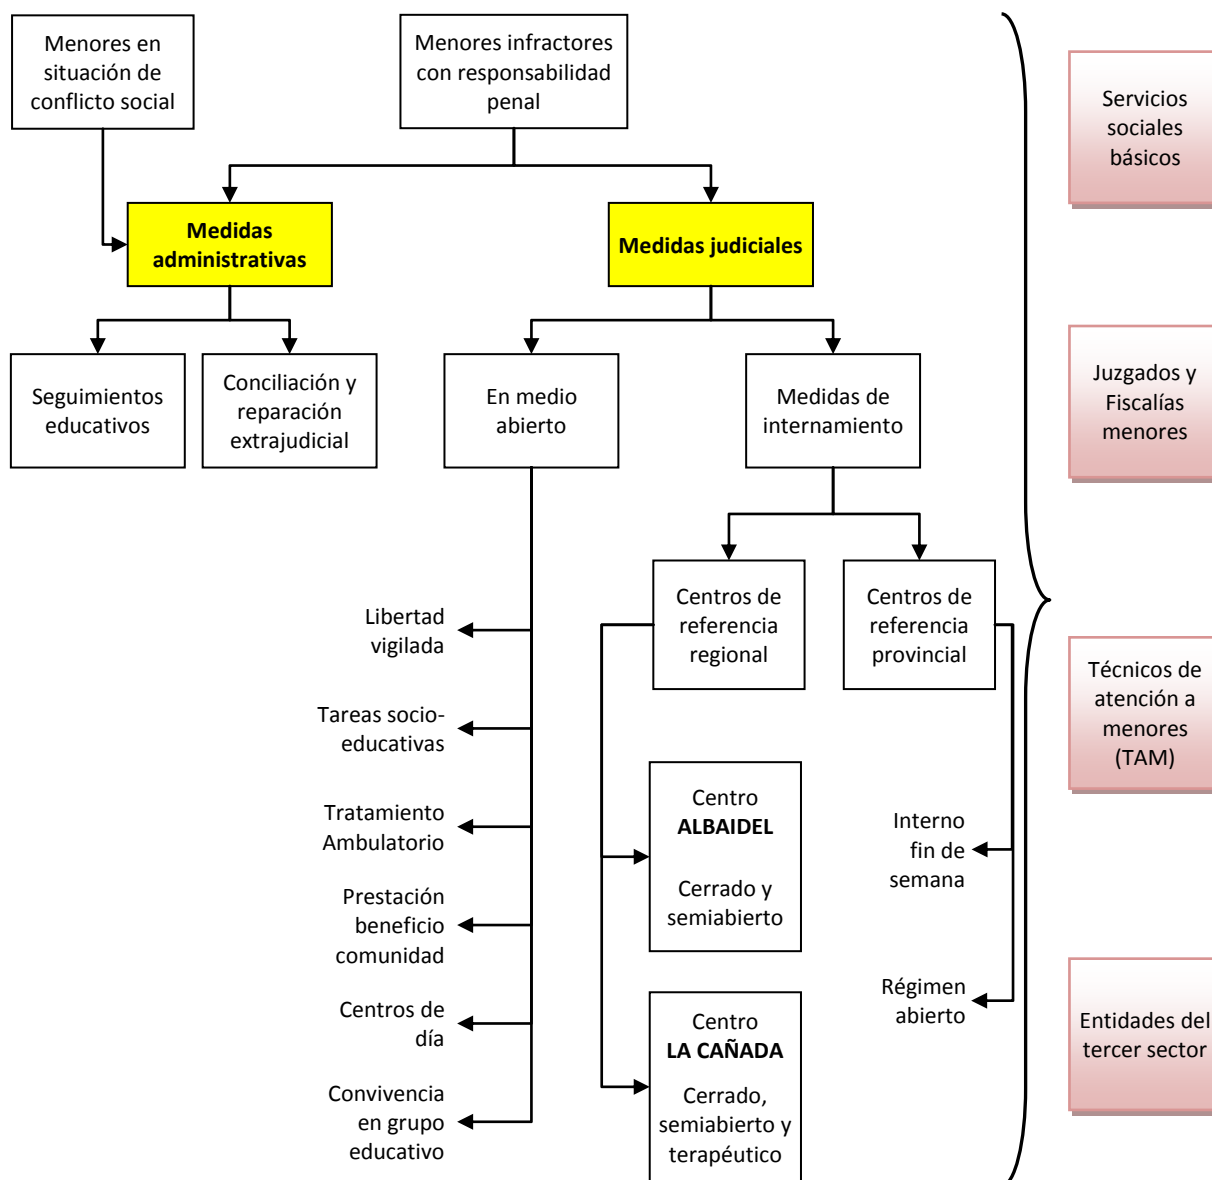 Menores en
situación de
conflicto social
Menores infractores
con responsabilidad
penal
Servicios
sociales
básicos
Medidas
administrativas
Medidas judiciales
Seguimientos
educativos
Conciliación y
reparación
extrajudicial
En medio
abierto
Medidas de
internamiento
Juzgados y
Fiscalías
menores
Libertad
vigilada
Tareas socio-
educativas
Tratamiento
Ambulatorio
Prestación
beneficio
comunidad
Centros de
día
Convivencia
en grupo
educativo
Centros de
referencia
regional
Centros de
referencia
provincial
Centro
ALBAIDEL
Cerrado y
semiabierto
Centro
LA CAÑADA
Cerrado,
semiabierto y
terapéutico
Interno
fin de
semana
Régimen
abierto
Técnicos de
atención a
menores
(TAM)
Entidades del
tercer sector